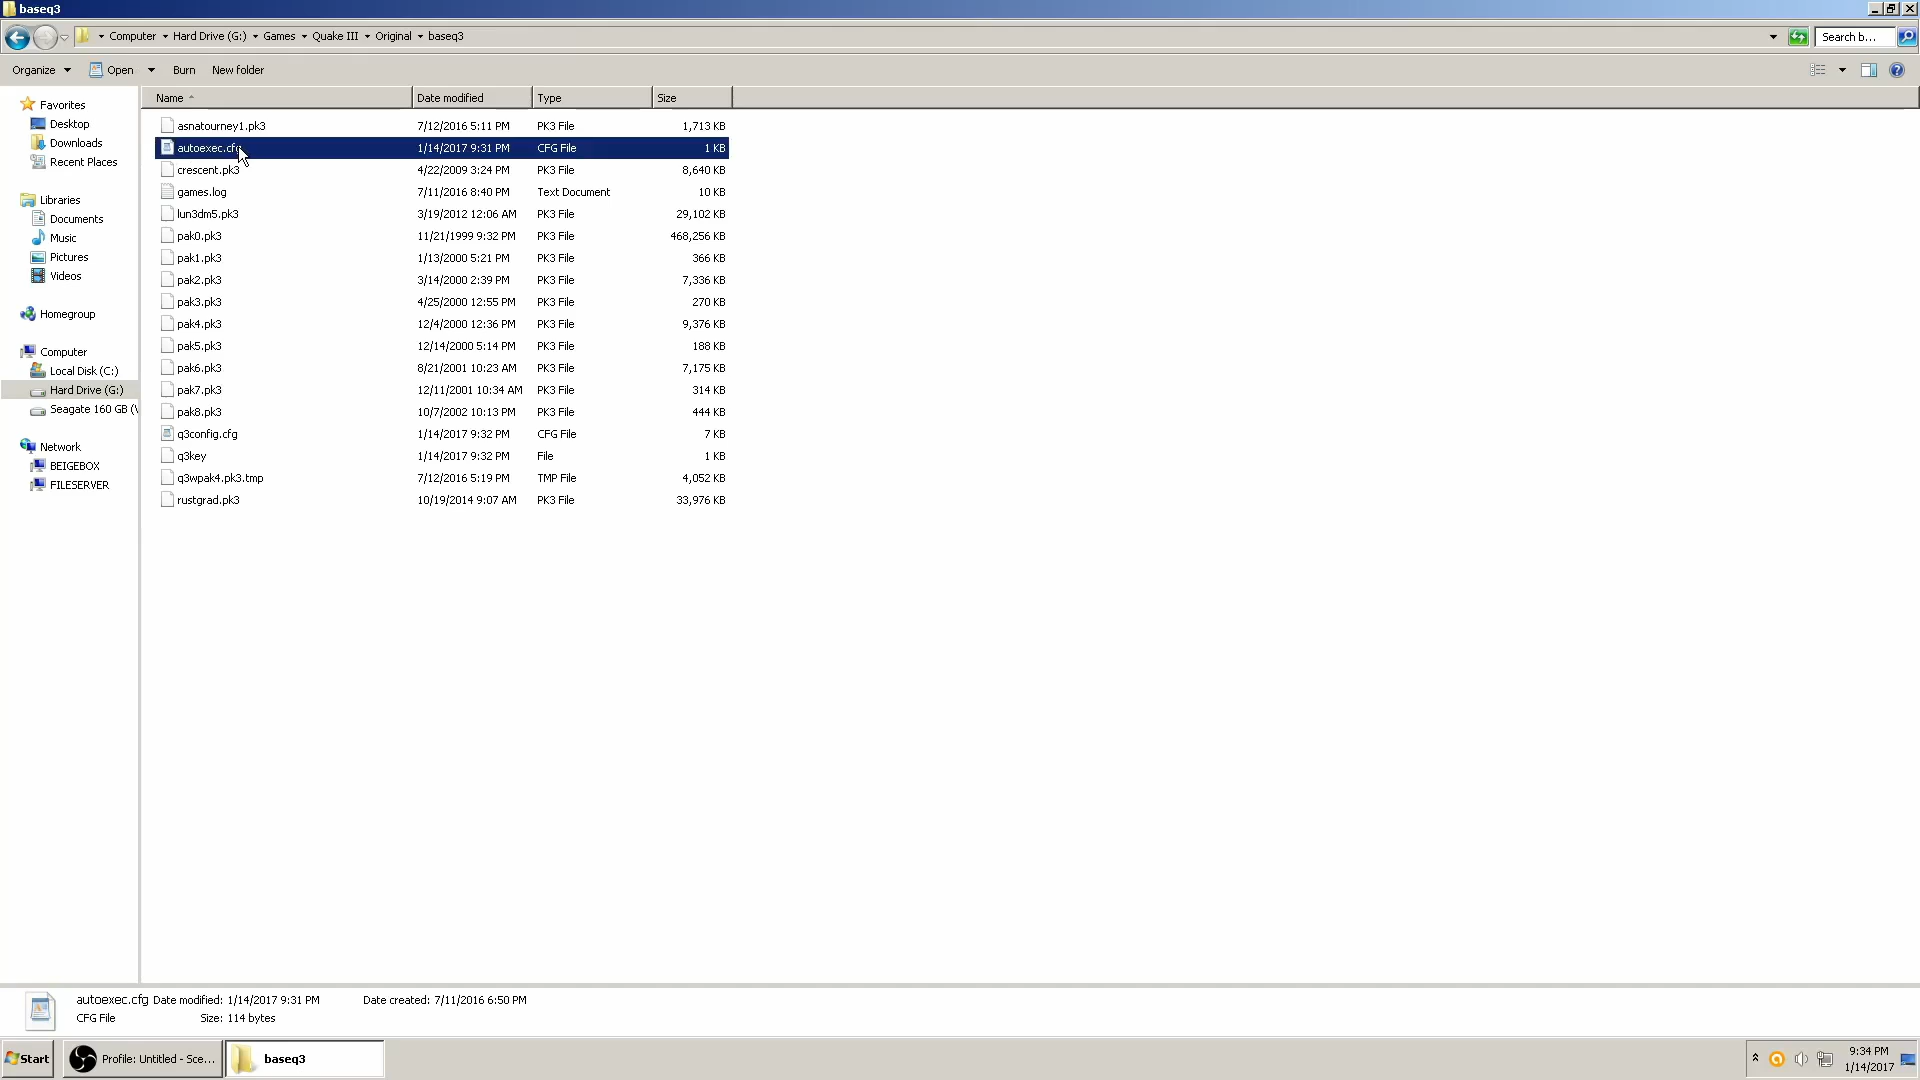 baseq3
Computer Hard Drive (G:) Games Quake III Original baseq3
Search b...
Organize Open Burn New folder
Name Date modified Type Size
Favorites
Desktop
Downloads
Recent Places
Libraries
Documents
Music
Pictures
Videos
Homegroup
Computer
Local Disk (C:)
Hard Drive (G:)
Seagate 160 GB (\
Network
BEIGEBOX
FILESERVER
asnatourney1.pk3 7/12/2016 5:11 PM PK3 File 1,713 KB
autoexec.cfg 1/14/2017 9:31 PM CFG File 1 KB
crescent.pk3 4/22/2009 3:24 PM PK3 File 8,640 KB
games.log 7/11/2016 8:40 PM Text Document 10 KB
lun3dm5.pk3 3/19/2012 12:06 AM PK3 File 29,102 KB
pak0.pk3 11/21/1999 9:32 PM PK3 File 468,256 KB
pak1.pk3 1/13/2000 5:21 PM PK3 File 366 KB
pak2.pk3 3/14/2000 2:39 PM PK3 File 7,336 KB
pak3.pk3 4/25/2000 12:55 PM PK3 File 270 KB
pak4.pk3 12/4/2000 12:36 PM PK3 File 9,376 KB
pak5.pk3 12/14/2000 5:14 PM PK3 File 188 KB
pak6.pk3 8/21/2001 10:23 AM PK3 File 7,175 KB
pak7.pk3 12/11/2001 10:34 AM PK3 File 314 KB
pak8.pk3 10/7/2002 10:13 PM PK3 File 444 KB
q3config.cfg 1/14/2017 9:32 PM CFG File 7 KB
q3key 1/14/2017 9:32 PM File 1 KB
q3wpak4.pk3.tmp 7/12/2016 5:19 PM TMP File 4,052 KB
rustgrad.pk3 10/19/2014 9:07 AM PK3 File 33,976 KB
autoexec.cfg Date modified: 1/14/2017 9:31 PM Date created: 7/11/2016 6:50 PM
CFG File Size: 114 bytes
Start Profile: Untitled - Sce... baseq3
9:34 PM
1/14/2017